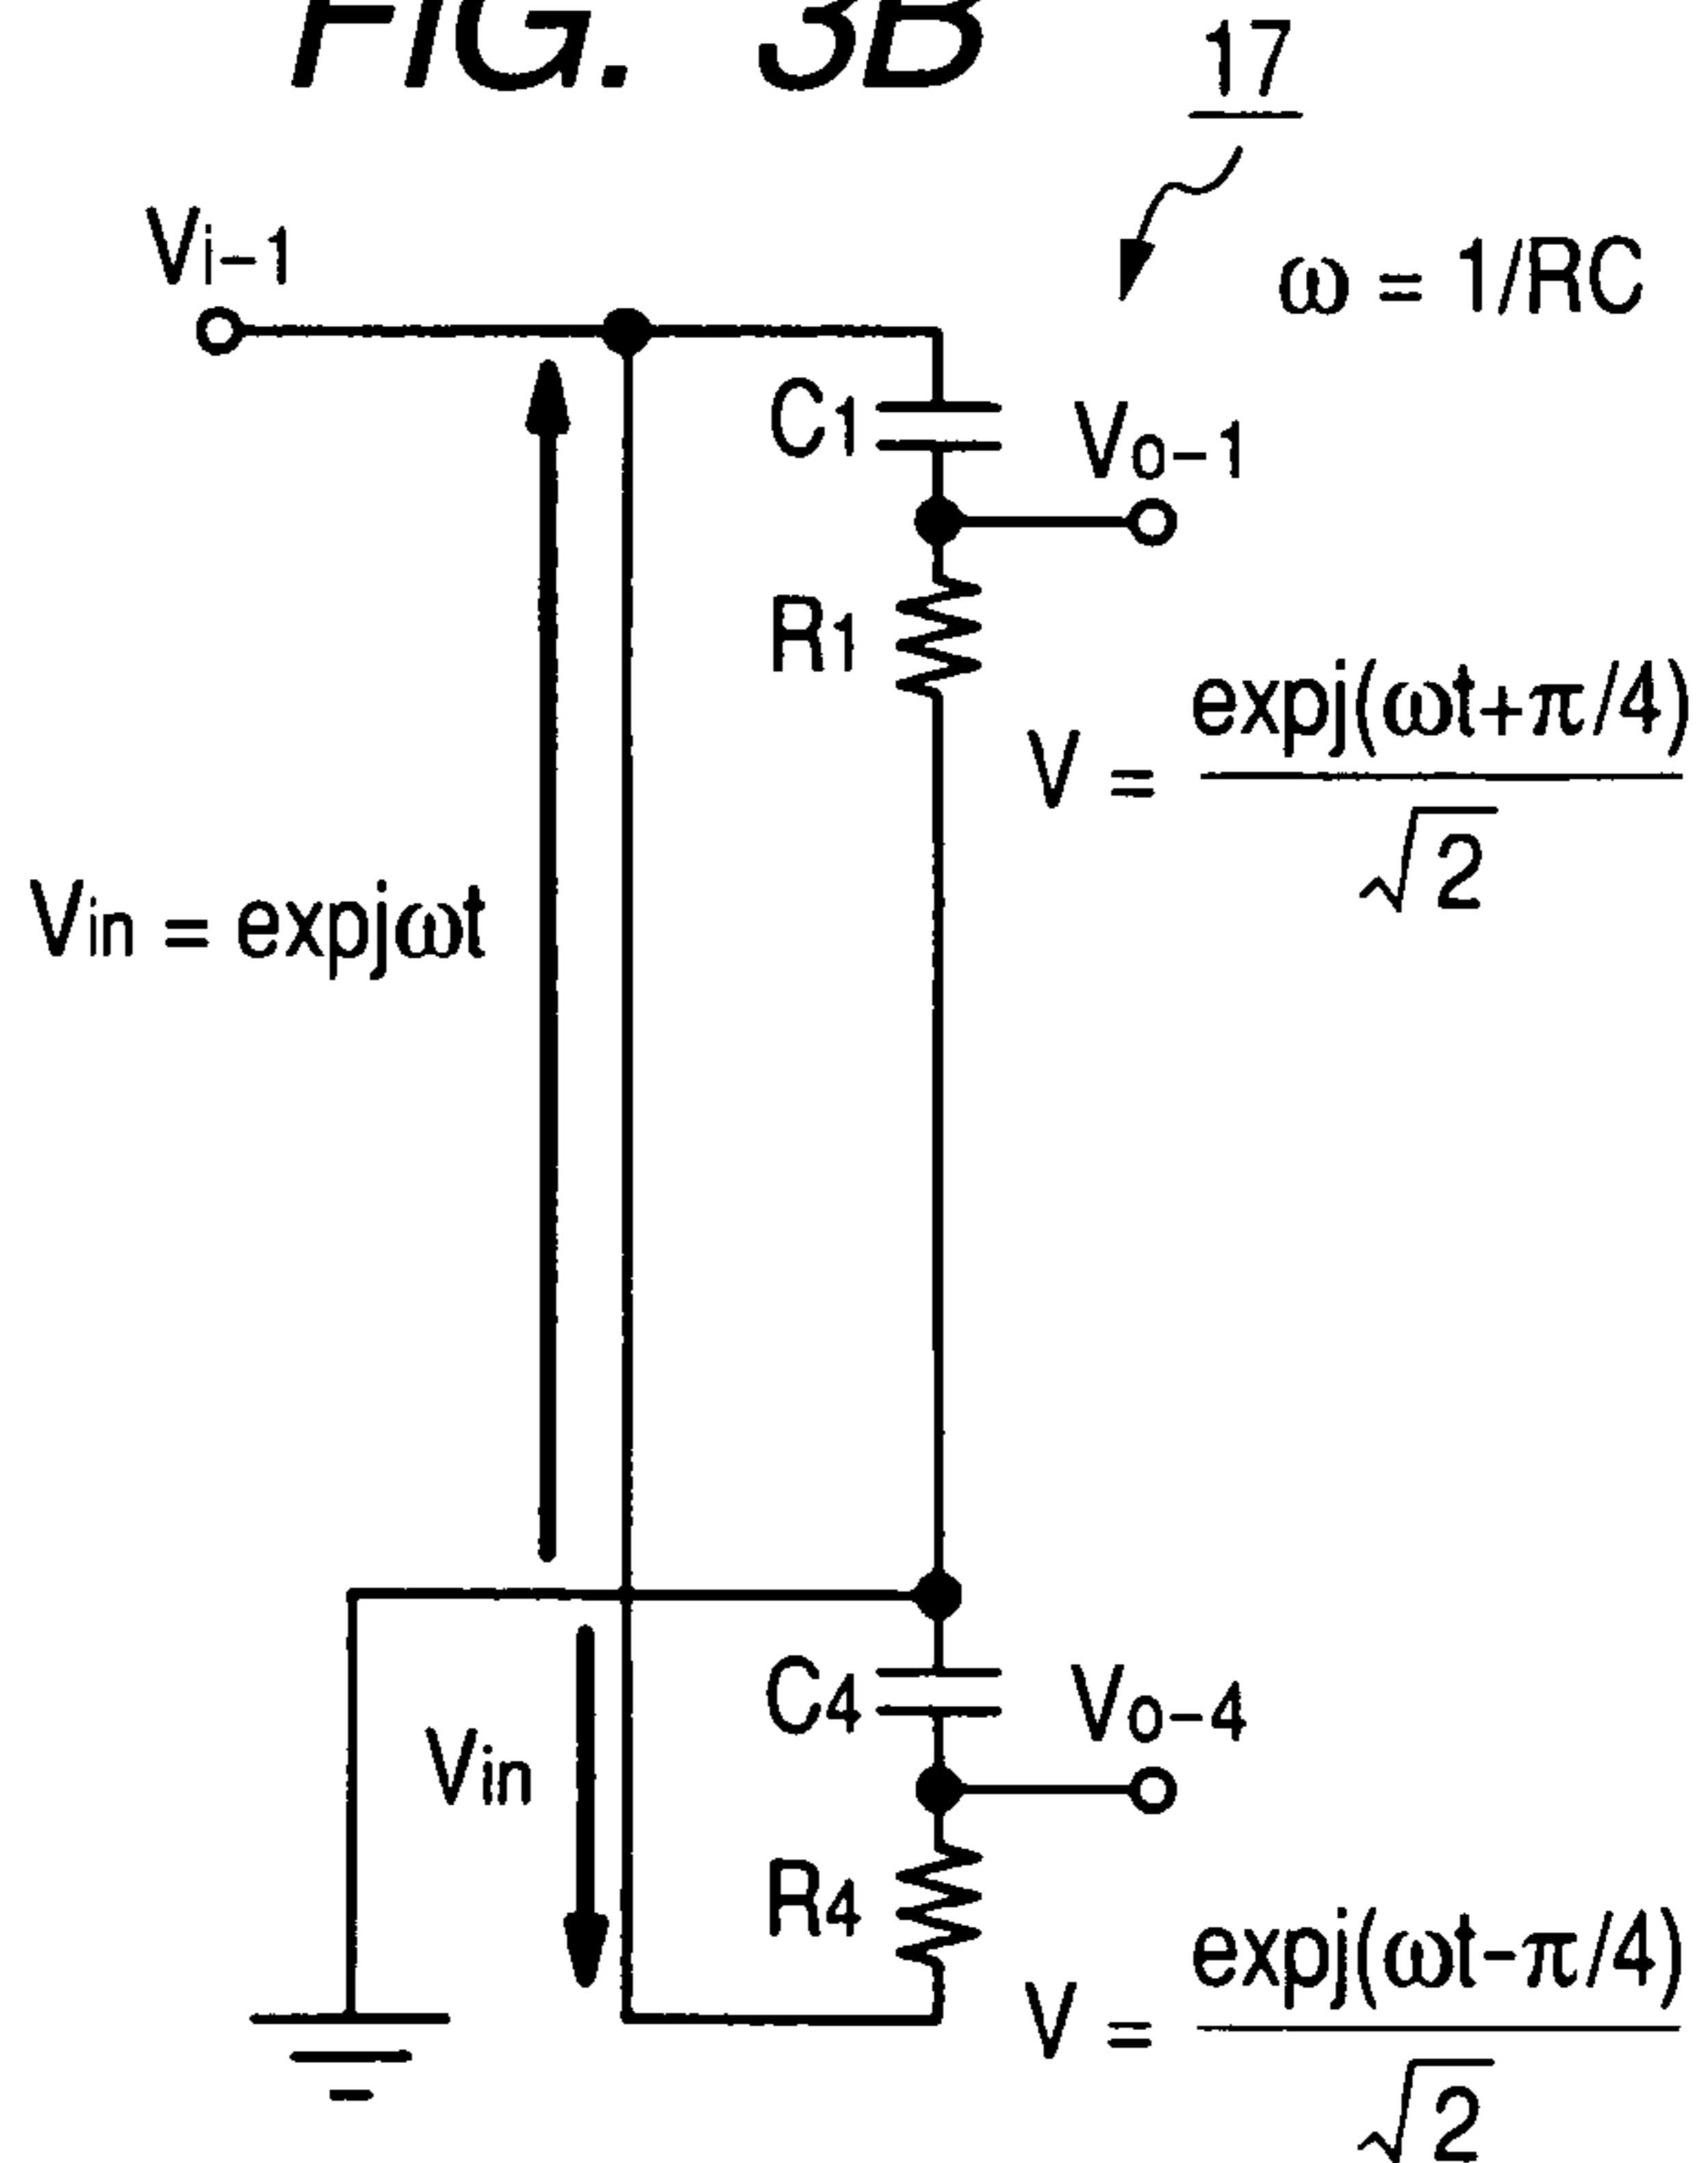 FIG. 3B
17
Vi-1
ω = 1/RC
C1
Vo-1
R1
V = expj(ωt+π/4)
√2
Vin = expjωt
C4
Vo-4
Vin
R4
V = expj(ωt-π/4)
√2